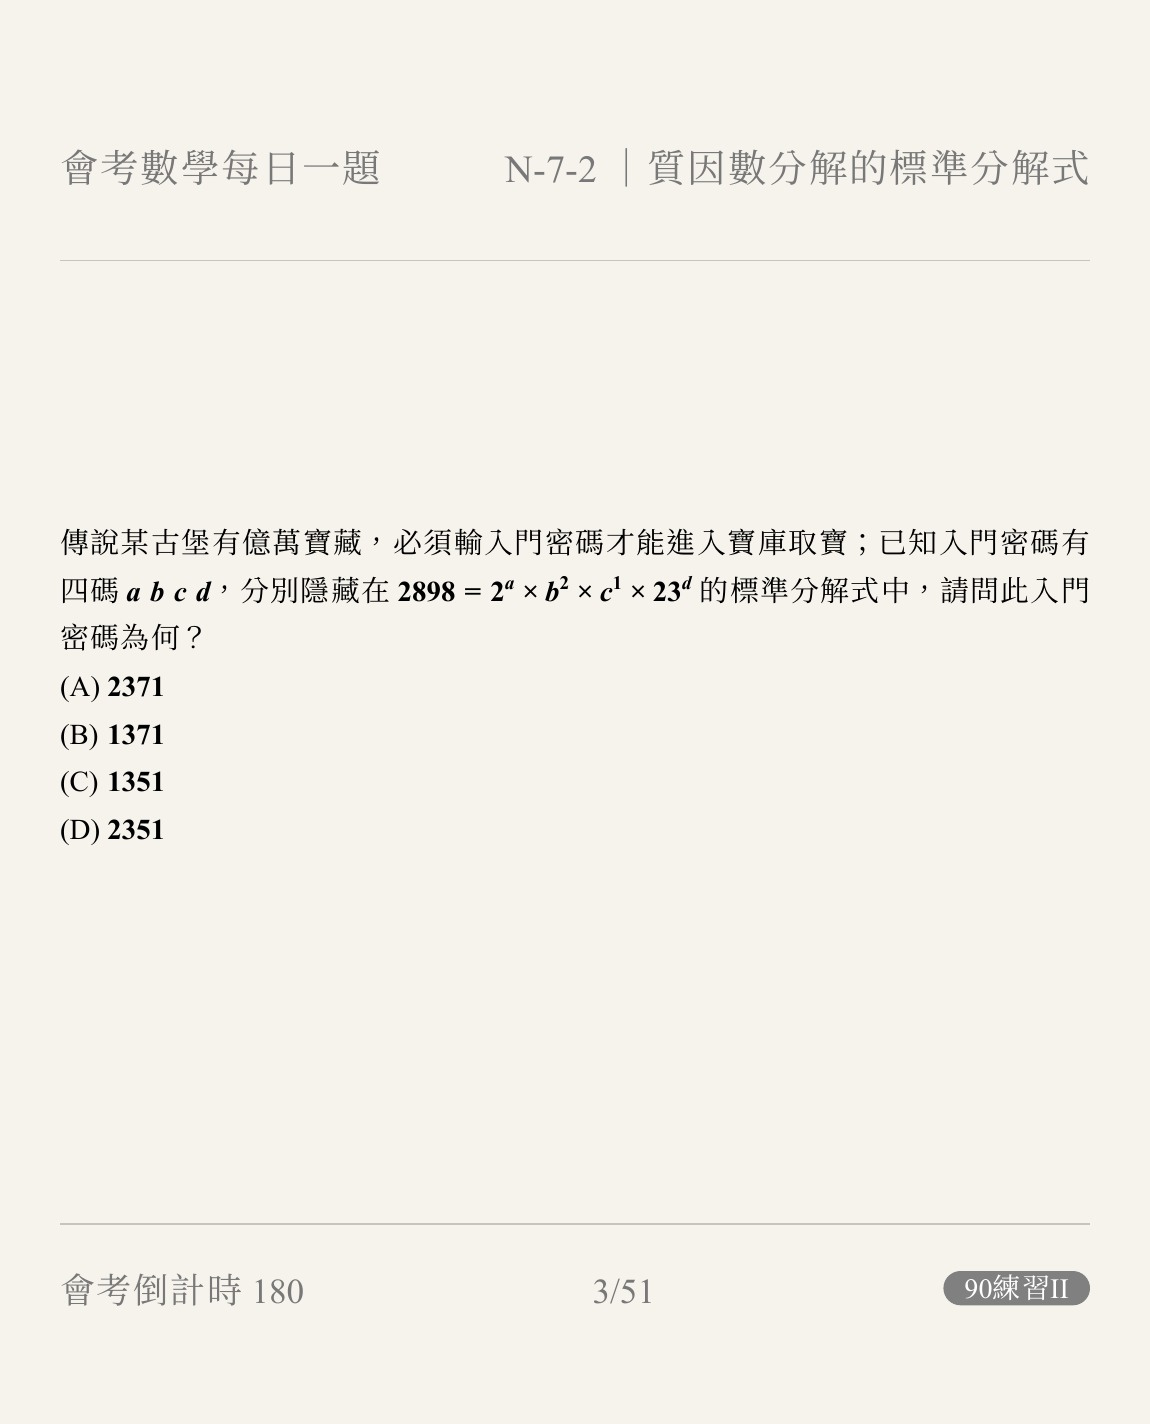 會考數學每日一題
N-7-2｜質因數分解的標準分解式
傳說某古堡有億萬寶藏，必須輸入門密碼才能進入寶庫取寶；已知入門密碼有
四碼 a b c d，分別隱藏在 2898 = 2ᵃ × b² × c¹ × 23ᵈ 的標準分解式中，請問此入門
密碼為何？
(A) 2371
(B) 1371
(C) 1351
(D) 2351
會考倒計時 180
3/51
90練習II